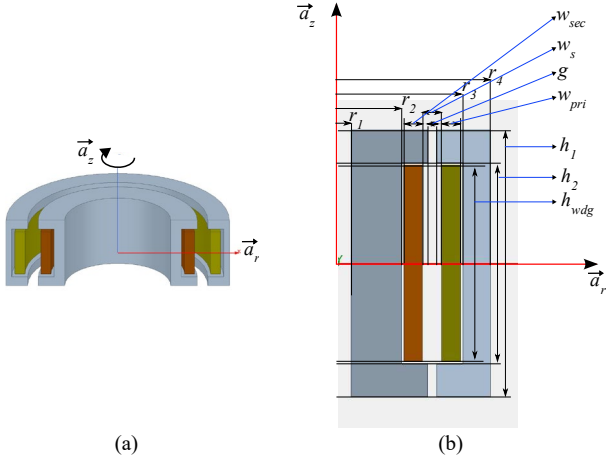 a_z
a_r
(a)
a_z
w_sec
w_s
g
w_pri
r_4
r_3
r_2
r_1
h_1
h_2
h_wdg
a_r
(b)